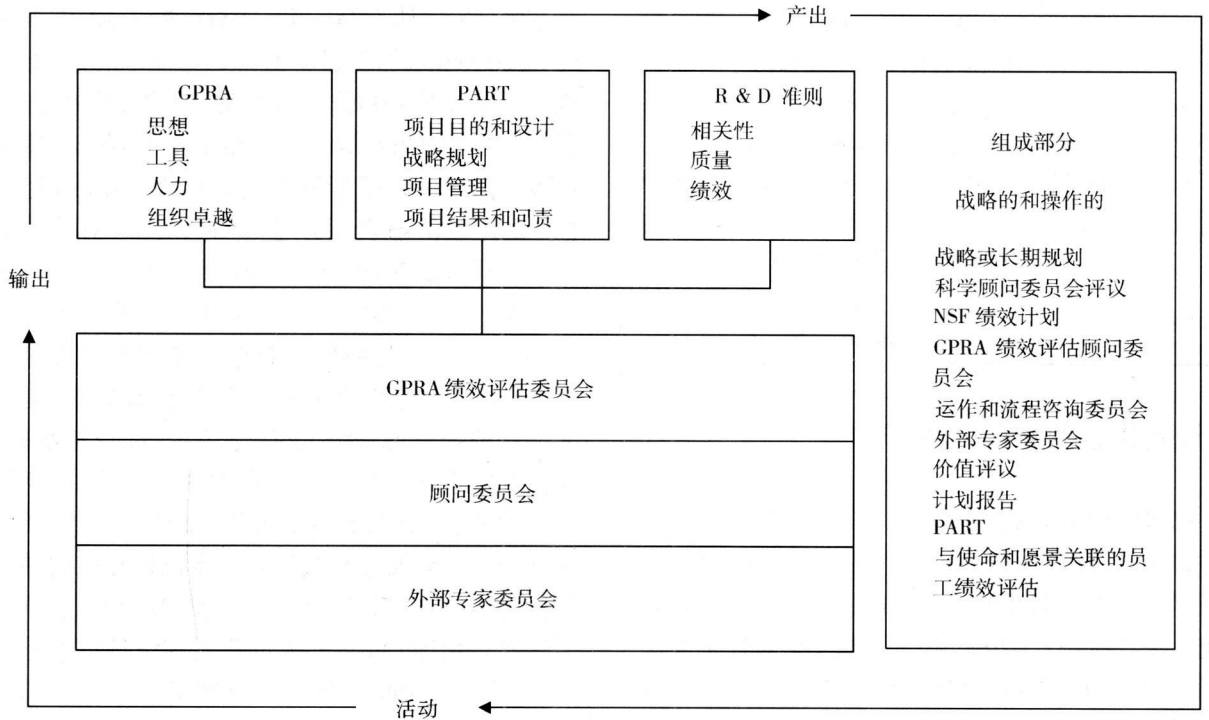 产出
GPRA
思想
工具
人力
组织卓越
PART
项目目的和设计
战略规划
项目管理
项目结果和问责
R & D 准则
相关性
质量
绩效
组成部分
战略的和操作的
战略或长期规划
科学顾问委员会评议
NSF 绩效计划
GPRA 绩效评估顾问委
员会
运作和流程咨询委员会
外部专家委员会
价值评议
计划报告
PART
与使命和愿景关联的员
工绩效评估
输出
GPRA绩效评估委员会
顾问委员会
外部专家委员会
活动